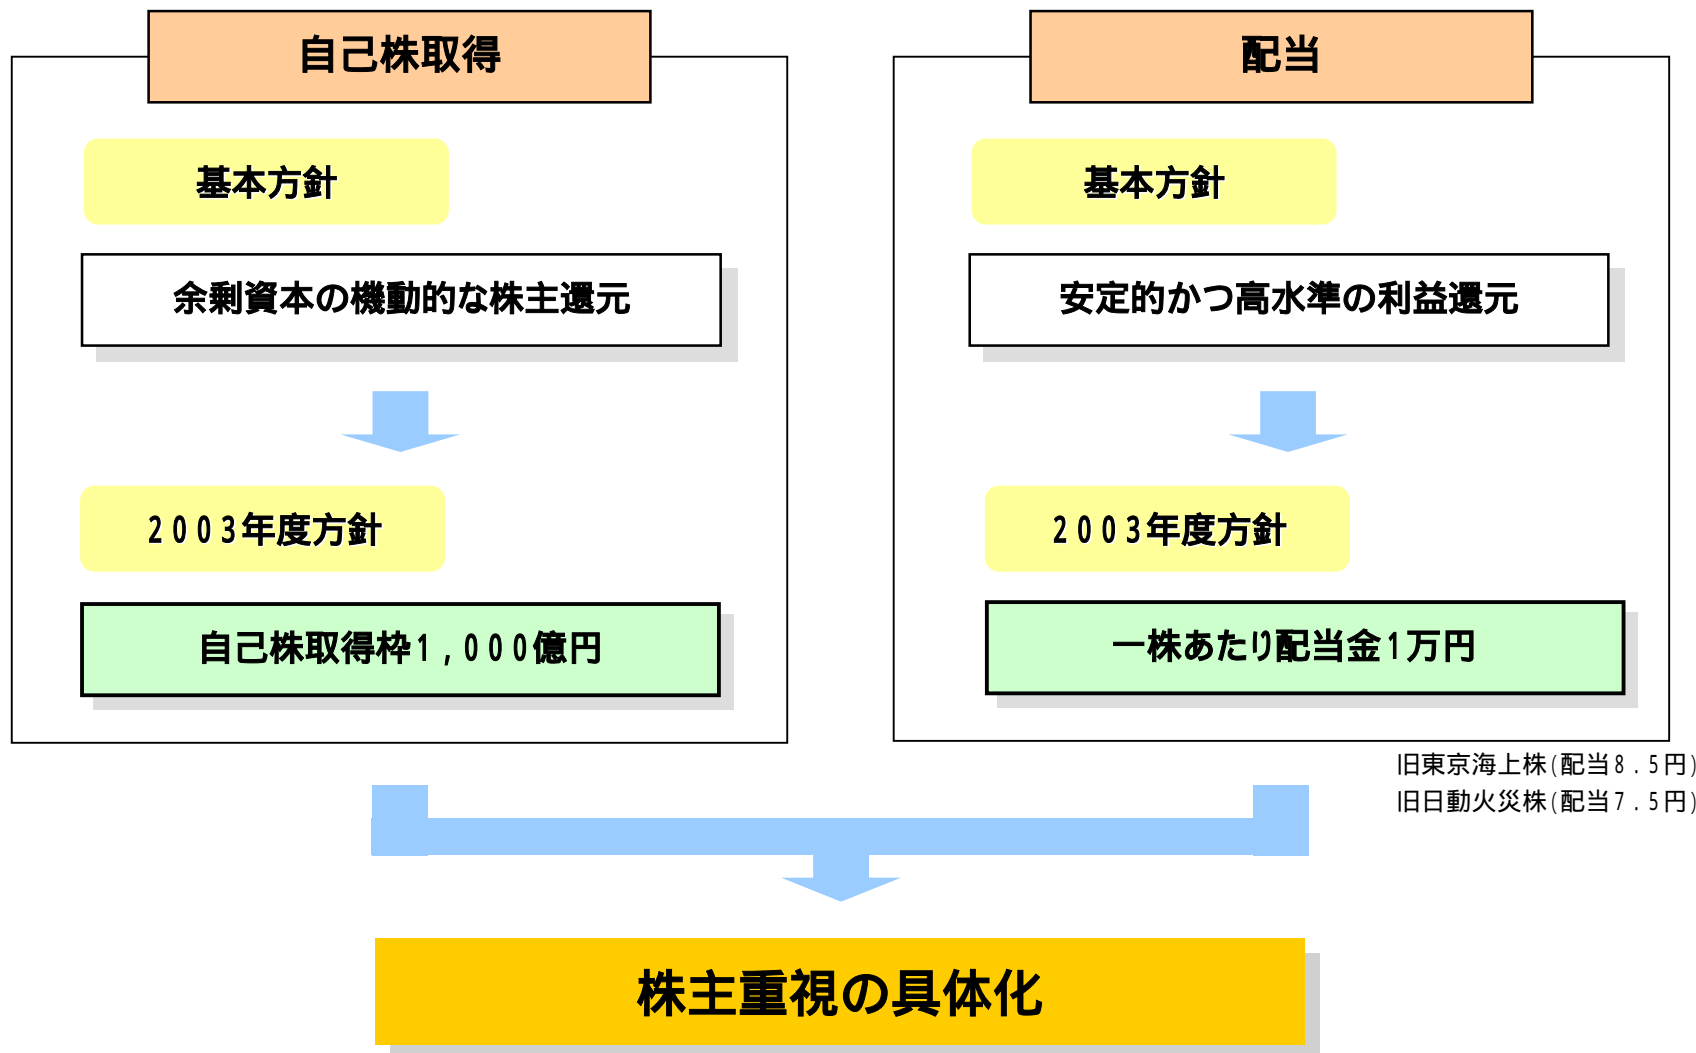 自己株取得
基本方針
余剰資本の機動的な株主還元
2003年度方針
自己株取得枠1,000億円
配当
基本方針
安定的かつ高水準の利益還元
2003年度方針
一株あたり配当金1万円
旧東京海上株(配当8.5円)
旧日動火災株(配当7.5円)
株主重視の具体化